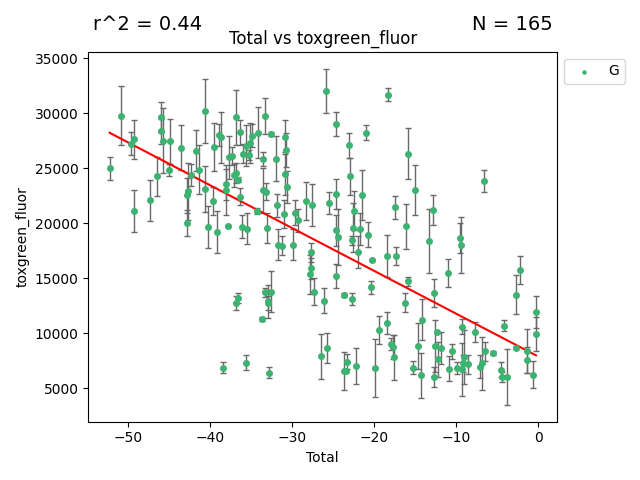 r^2 = 0.44 N = 165
Total vs toxgreen_fluor
35000
30000
25000
20000
15000
10000
5000
toxgreen_fluor
−50 −40 −30 −20 −10 0
Total
G